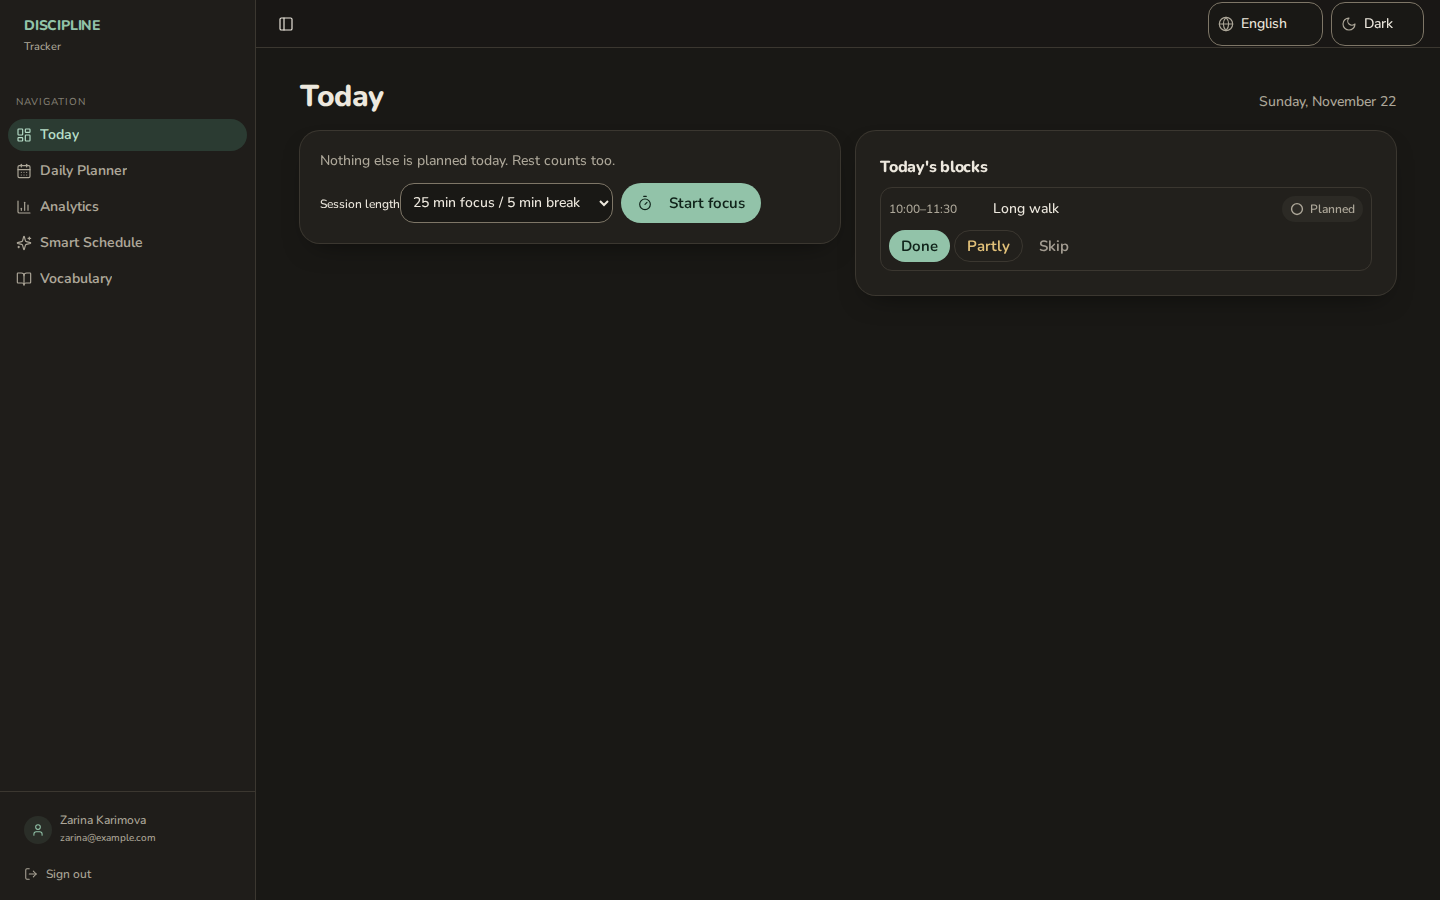 DISCIPLINE
Tracker
NAVIGATION
Today
Daily Planner
Analytics
Smart Schedule
Vocabulary
Zarina Karimova
zarina@example.com
Sign out
English
Dark
Today
Sunday, November 22
Nothing else is planned today. Rest counts too.
Session length 25 min focus / 5 min break Start focus
Today's blocks
10:00–11:30 Long walk Planned
Done Partly Skip